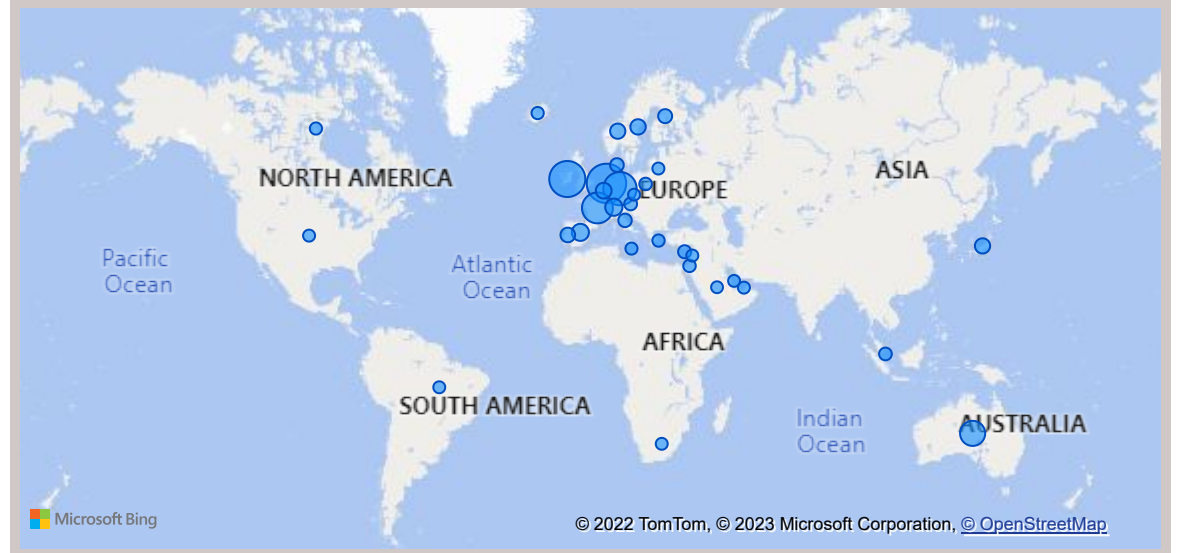 NORTH AMERICA
EUROPE
ASIA
Pacific
Ocean
Atlantic
Ocean
AFRICA
SOUTH AMERICA
Indian
Ocean
AUSTRALIA
Microsoft Bing
© 2022 TomTom, © 2023 Microsoft Corporation, © OpenStreetMap